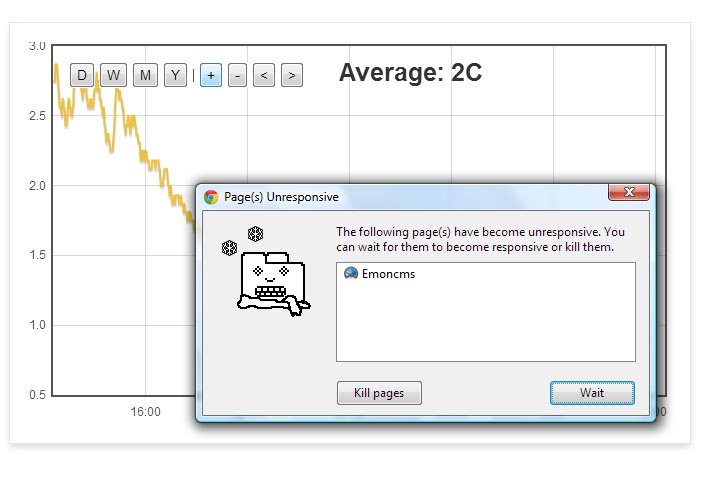 3.0
D W M Y | + - < > Average: 2C
2.5
2.0
Page(s) Unresponsive
The following page(s) have become unresponsive. You
can wait for them to become responsive or kill them.
Emoncms
1.5
1.0
Kill pages Wait
0.5
16:00